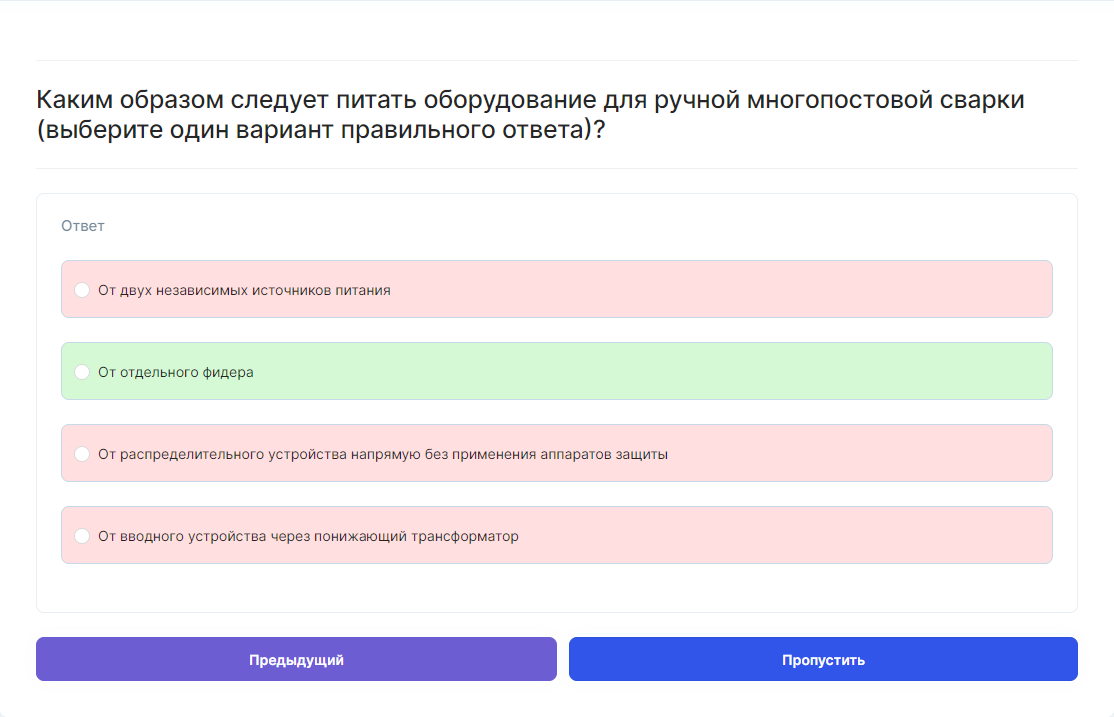 Каким образом следует питать оборудование для ручной многопостовой сварки
(выберите один вариант правильного ответа)?
Ответ
От двух независимых источников питания
От отдельного фидера
От распределительного устройства напрямую без применения аппаратов защиты
От вводного устройства через понижающий трансформатор
Предыдущий
Пропустить